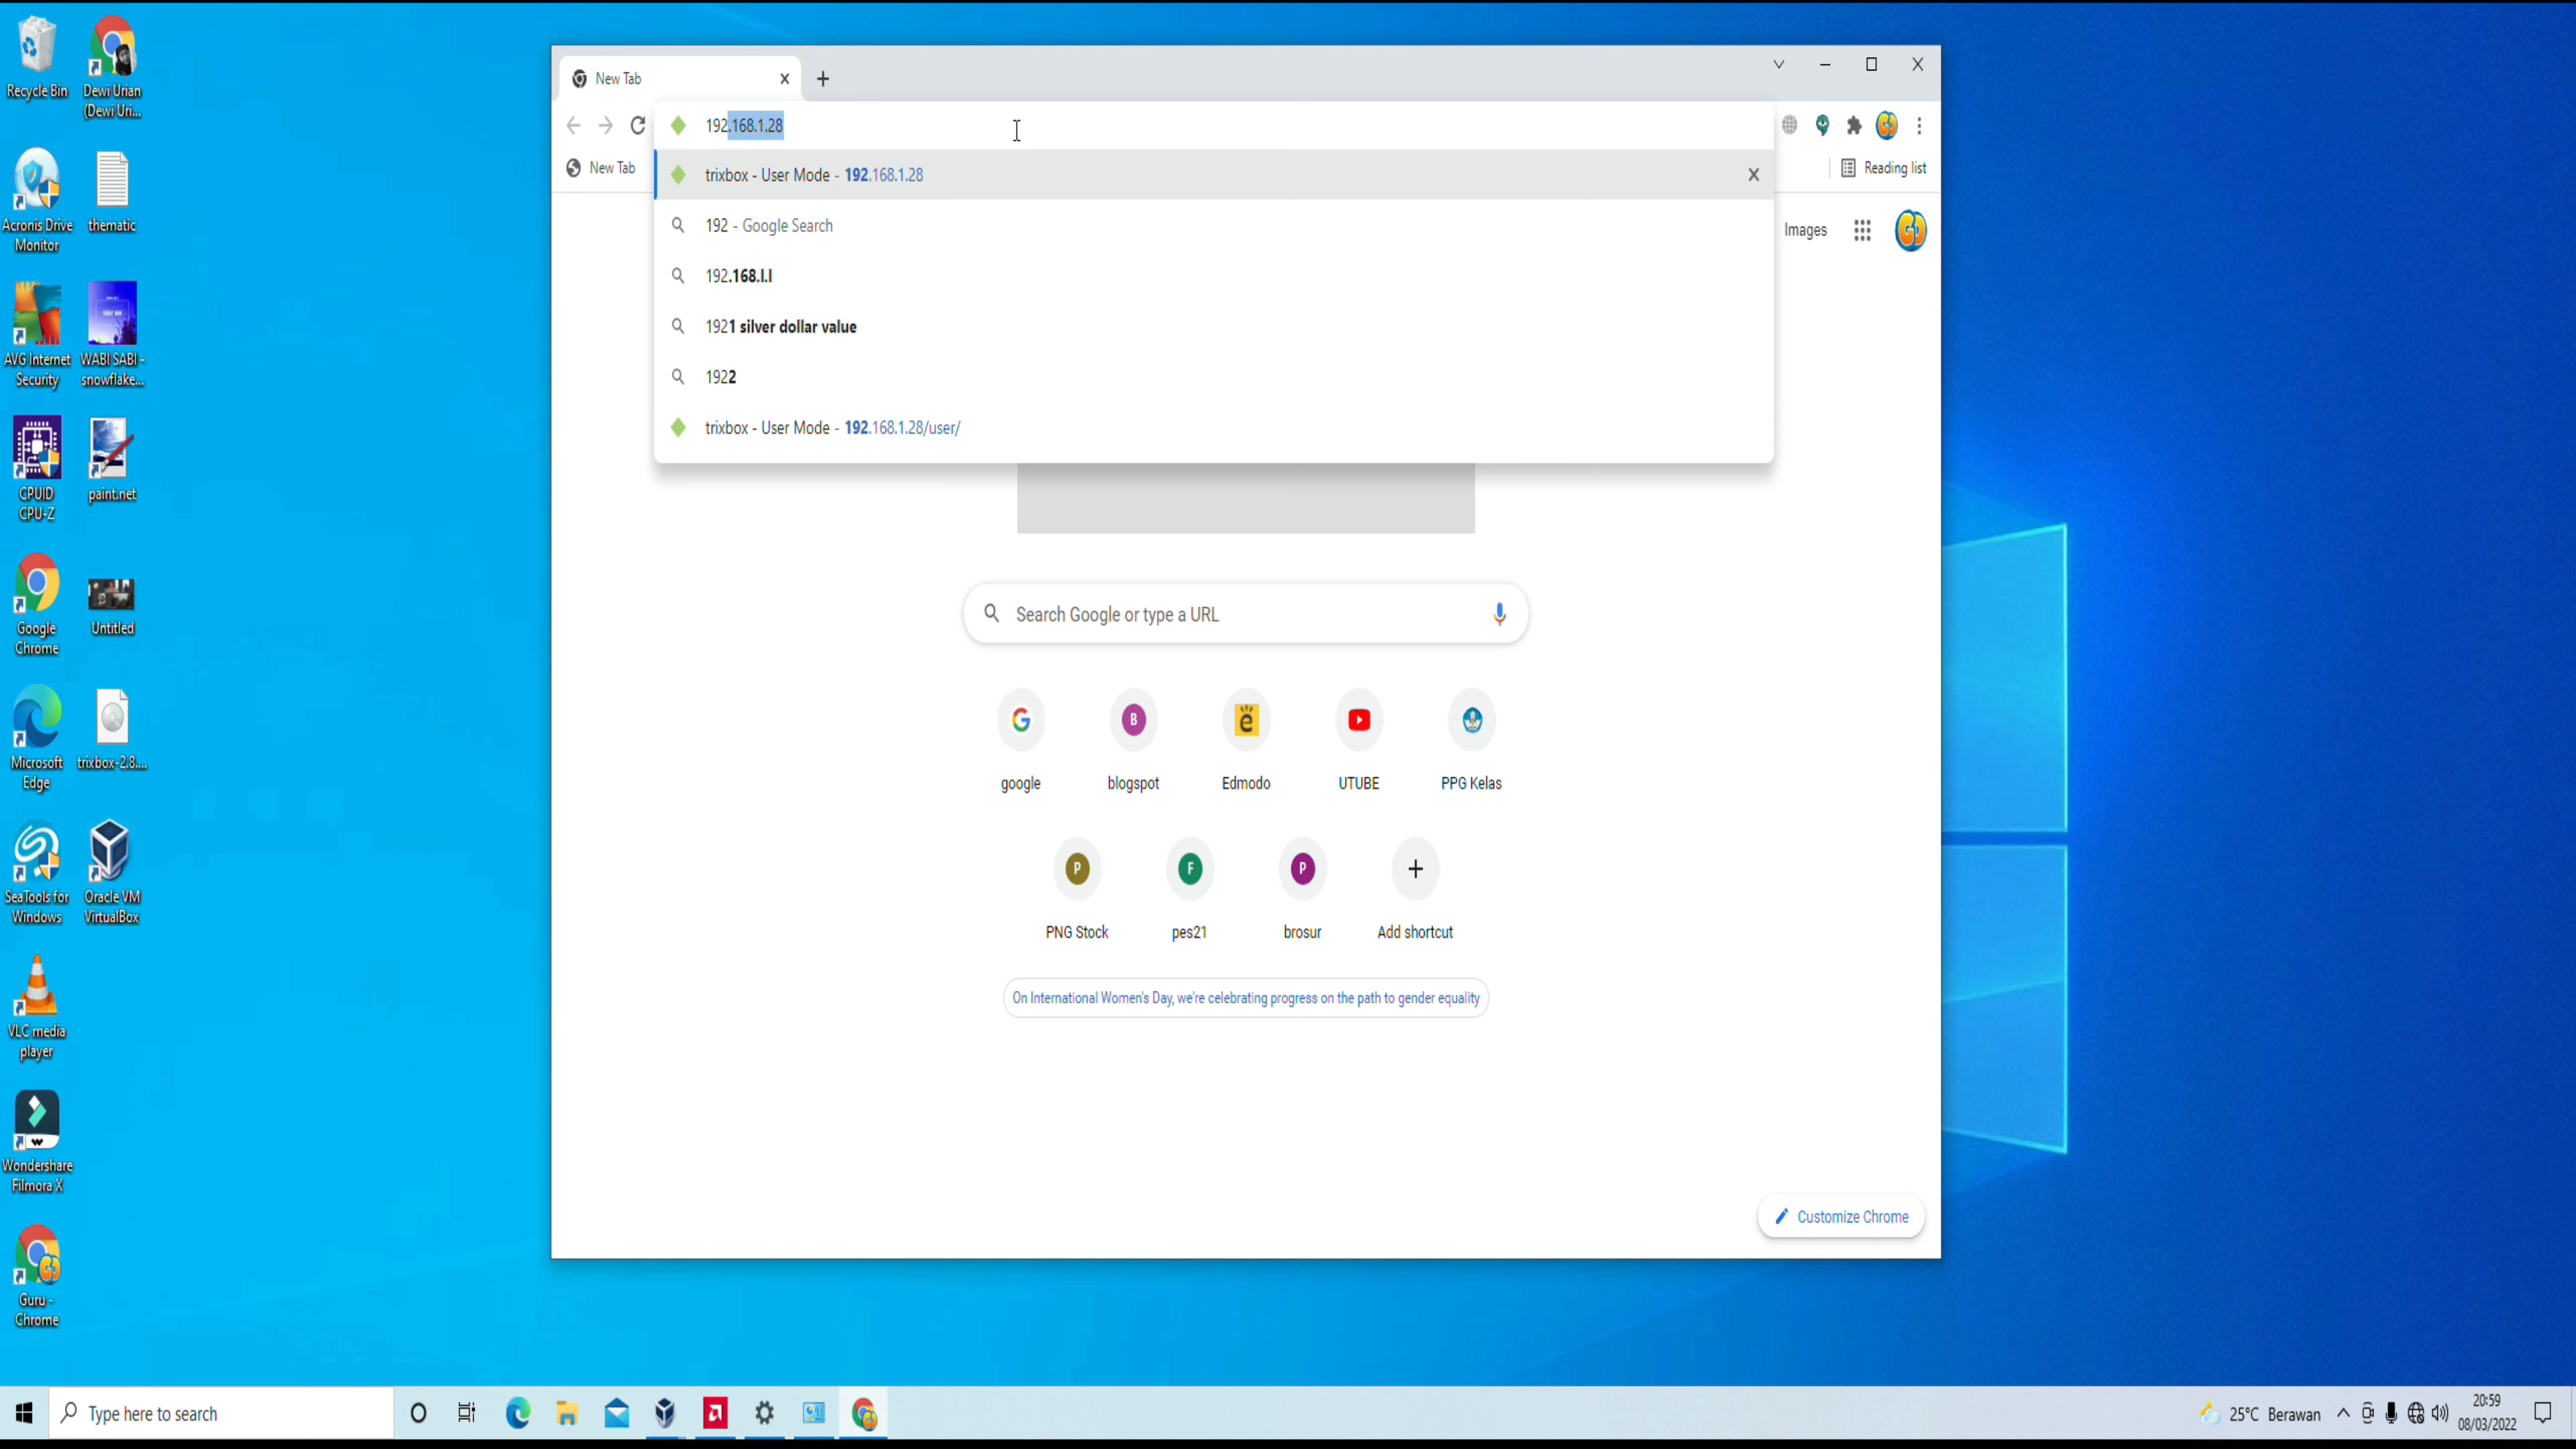 Recycle Bin
Dewi Urian
(Dewi Uri...
Acronis Drive
Monitor
thematic
AVG Internet
Security
WABI SABI -
snowflake...
CPUID
CPU-Z
paint.net
Google
Chrome
Untitled
Microsoft
Edge
trixbox-2.8....
SeaTools for
Windows
Oracle VM
VirtualBox
VLC media
player
Wondershare
Filmora X
Guru -
Chrome
New Tab
192.168.1.28
New Tab
Reading list
trixbox - User Mode - 192.168.1.28
192 - Google Search
192.168.l.l
1921 silver dollar value
1922
trixbox - User Mode - 192.168.1.28/user/
Images
Search Google or type a URL
google
blogspot
Edmodo
UTUBE
PPG Kelas
B
P
F
P
PNG Stock
pes21
brosur
Add shortcut
On International Women's Day, we're celebrating progress on the path to gender equality
Customize Chrome
Type here to search
25°C Berawan
20:59
08/03/2022